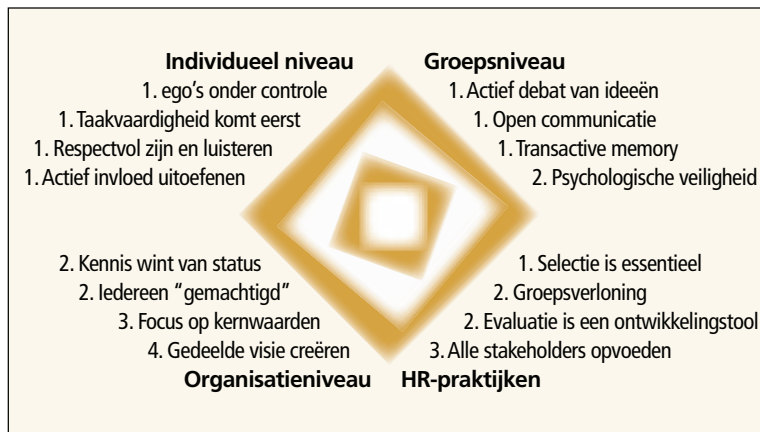 Individueel niveau
1. ego's onder controle
1. Taakvaardigheid komt eerst
1. Respectvol zijn en luisteren
1. Actief invloed uitoefenen
Groepsniveau
1. Actief debat van ideeën
1. Open communicatie
1. Transactive memory
2. Psychologische veiligheid
2. Kennis wint van status
2. Iedereen “gemachtigd”
3. Focus op kernwaarden
4. Gedeelde visie creëren
Organisatieniveau
1. Selectie is essentieel
2. Groepsverloning
2. Evaluatie is een ontwikkelingstool
3. Alle stakeholders opvoeden
HR-praktijken